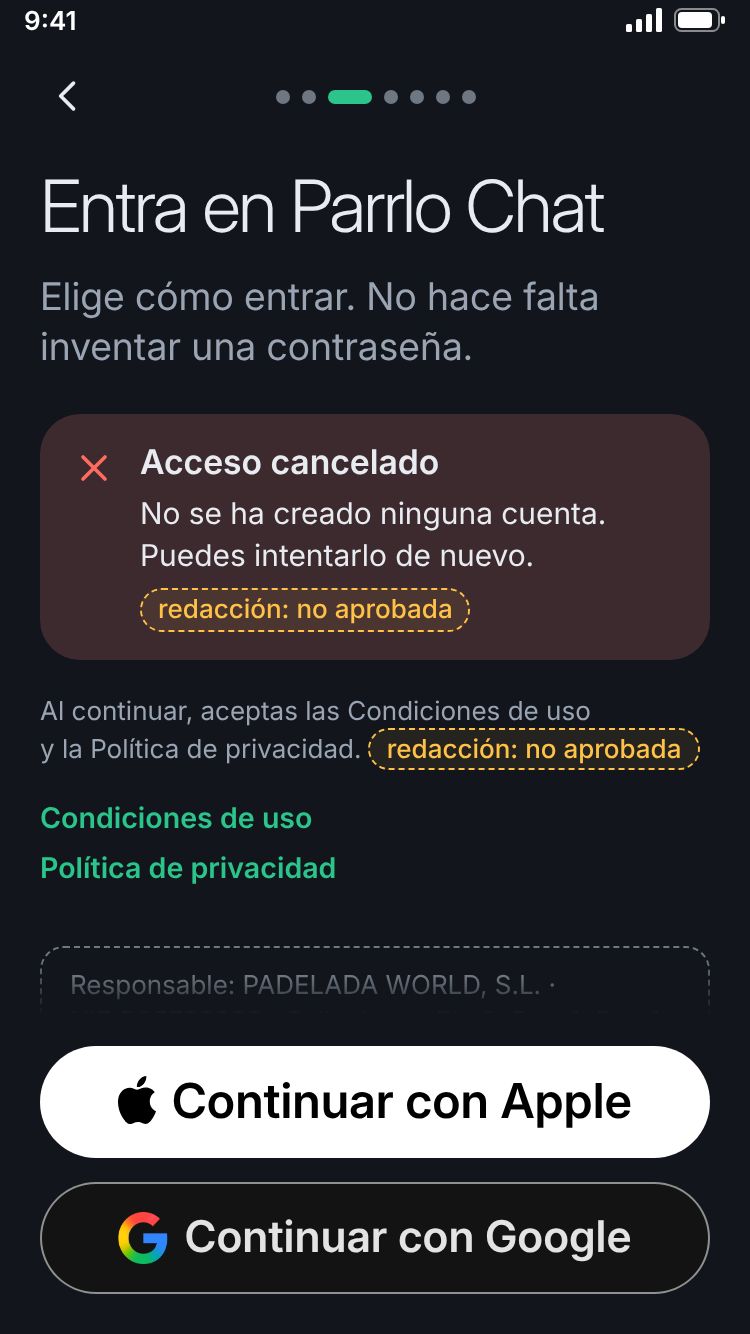 9:41
Entra en Parrlo Chat
Elige cómo entrar. No hace falta
inventar una contraseña.
Acceso cancelado
No se ha creado ninguna cuenta.
Puedes intentarlo de nuevo.
redacción: no aprobada
Al continuar, aceptas las Condiciones de uso
y la Política de privacidad. redacción: no aprobada
Condiciones de uso
Política de privacidad
Responsable: PADELADA WORLD, S.L. ·
Continuar con Apple
Continuar con Google